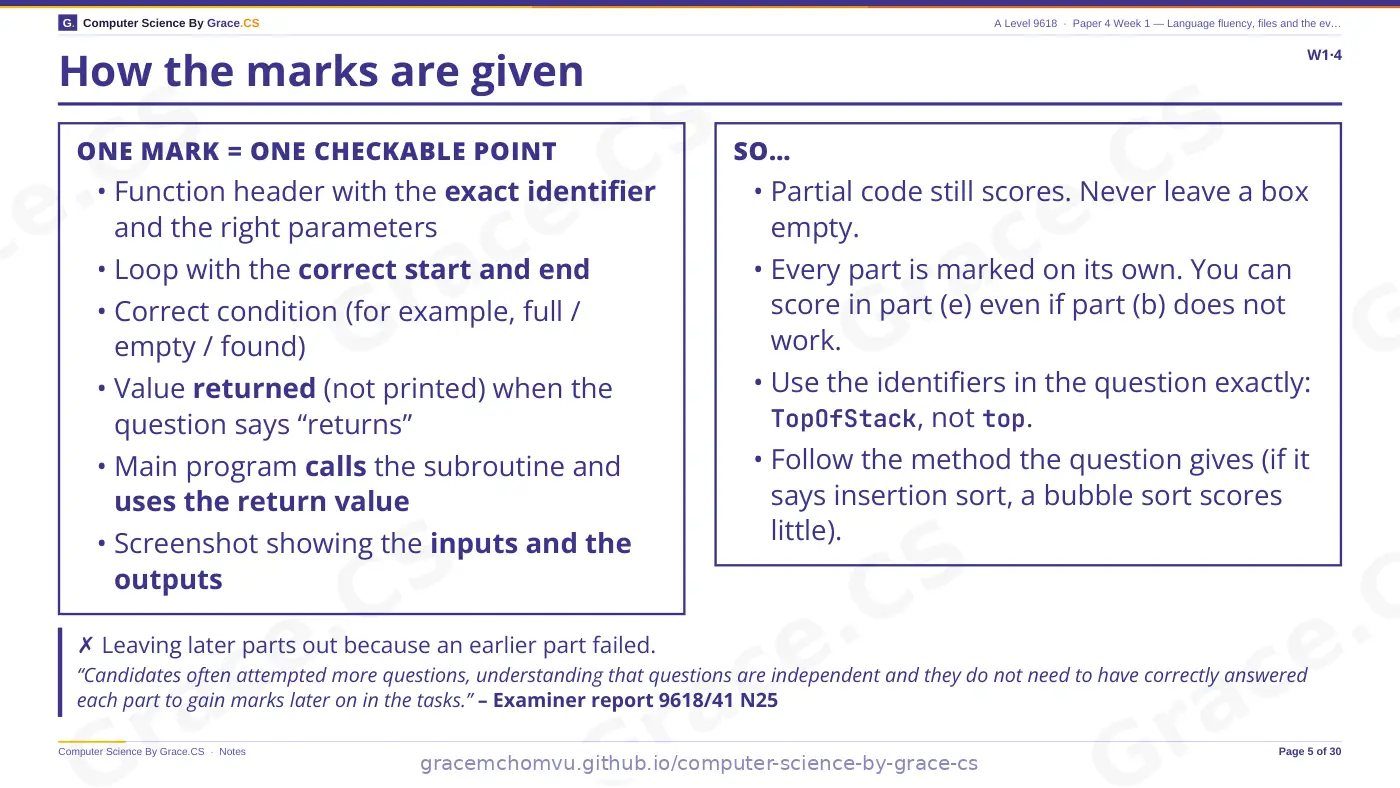 G. Computer Science By Grace.CS
A Level 9618 · Paper 4 Week 1 — Language fluency, files and the ev…
How the marks are given
W1·4
ONE MARK = ONE CHECKABLE POINT
• Function header with the exact identifier
and the right parameters
• Loop with the correct start and end
• Correct condition (for example, full /
empty / found)
• Value returned (not printed) when the
question says “returns”
• Main program calls the subroutine and
uses the return value
• Screenshot showing the inputs and the
outputs
SO…
• Partial code still scores. Never leave a box
empty.
• Every part is marked on its own. You can
score in part (e) even if part (b) does not
work.
• Use the identifiers in the question exactly:
TopOfStack, not top.
• Follow the method the question gives (if it
says insertion sort, a bubble sort scores
little).
✗ Leaving later parts out because an earlier part failed.
“Candidates often attempted more questions, understanding that questions are independent and they do not need to have correctly answered
each part to gain marks later on in the tasks.” – Examiner report 9618/41 N25
Computer Science By Grace.CS · Notes
Page 5 of 30
gracemchomvu.github.io/computer-science-by-grace-cs
Grace.CS